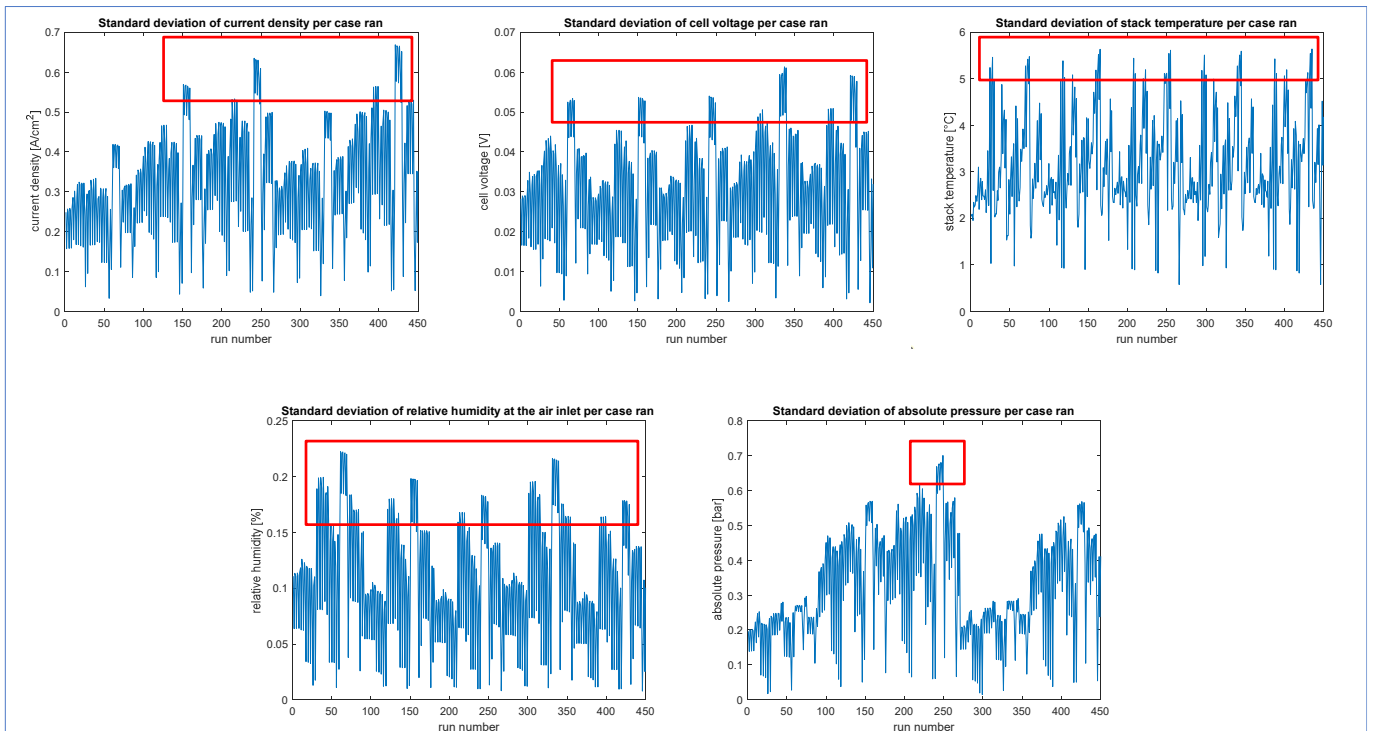 Standard deviation of current density per case ran
0.7
0.6
0.5
0.4
0.3
0.2
0.1
0
current density [A/cm²]
0 50 100 150 200 250 300 350 400 450
run number
Standard deviation of cell voltage per case ran
0.07
0.06
0.05
0.04
0.03
0.02
0.01
0
cell voltage [V]
0 50 100 150 200 250 300 350 400 450
run number
Standard deviation of stack temperature per case ran
6
5
4
3
2
1
0
stack temperature [°C]
0 50 100 150 200 250 300 350 400 450
run number
Standard deviation of relative humidity at the air inlet per case ran
0.25
0.2
0.15
0.1
0.05
0
relative humidity [%]
0 50 100 150 200 250 300 350 400 450
run number
Standard deviation of absolute pressure per case ran
0.8
0.7
0.6
0.5
0.4
0.3
0.2
0.1
0
absolute pressure [bar]
0 50 100 150 200 250 300 350 400 450
run number